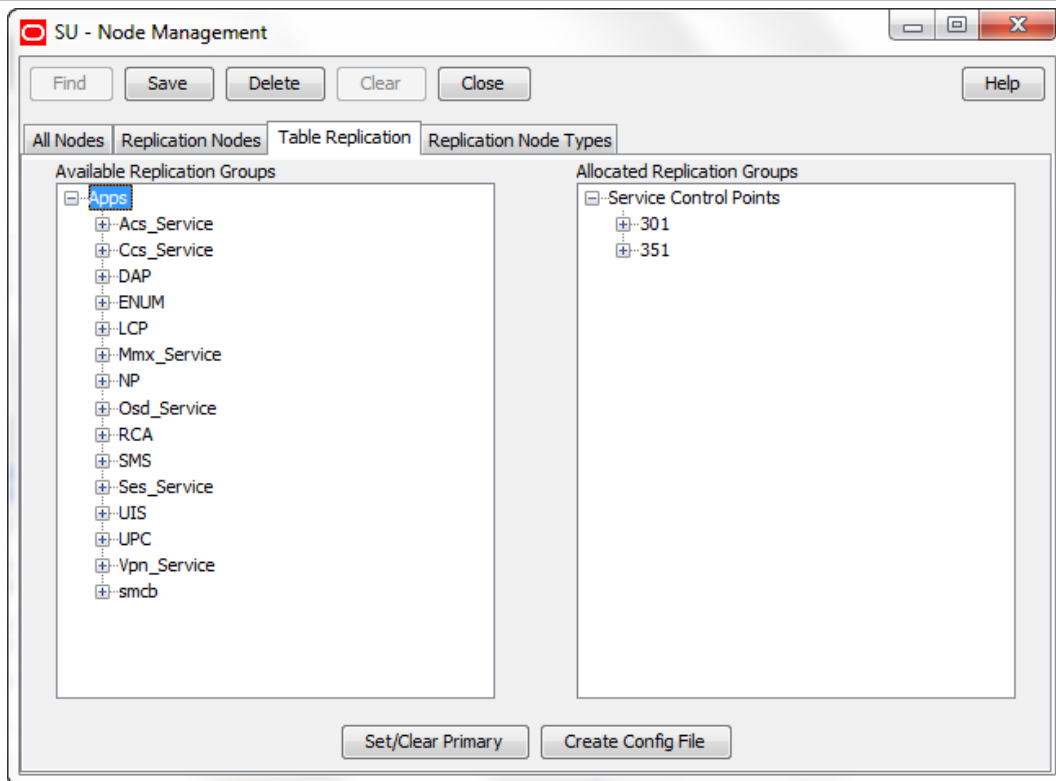 SU - Node Management
Find Save Delete Clear Close Help
All Nodes Replication Nodes Table Replication Replication Node Types
Available Replication Groups
Apps
Acs_Service
Ccs_Service
DAP
ENUM
LCP
Mmx_Service
NP
Osd_Service
RCA
SMS
Ses_Service
UIS
UPC
Vpn_Service
smcb
Allocated Replication Groups
Service Control Points
301
351
Set/Clear Primary Create Config File